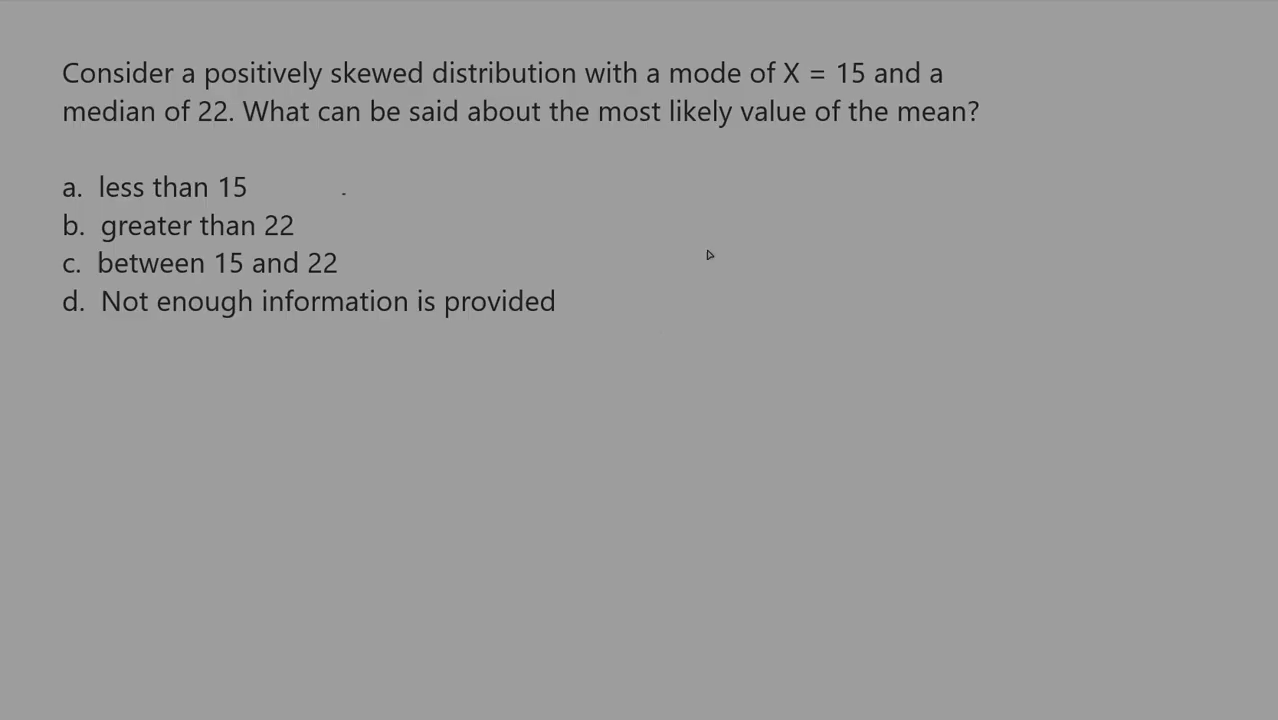 Consider a positively skewed distribution with a mode of X = 15 and a
median of 22. What can be said about the most likely value of the mean?
a. less than 15
b. greater than 22
c. between 15 and 22
d. Not enough information is provided